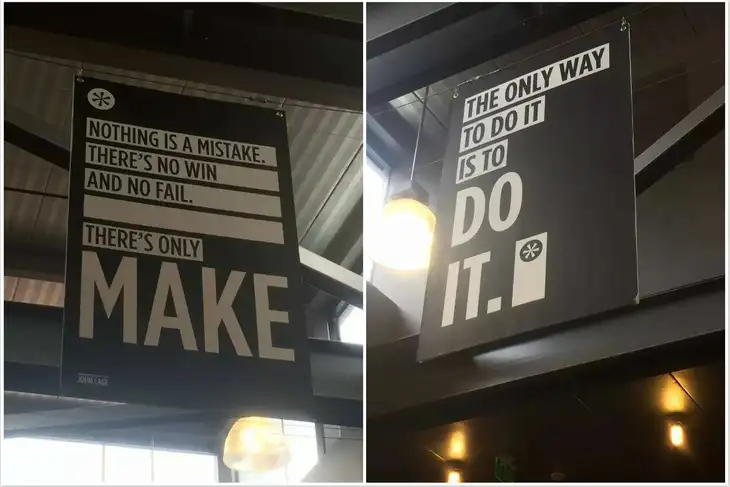 NOTHING IS A MISTAKE.
THERE'S NO WIN
AND NO FAIL.
THERE'S ONLY
MAKE
JOHN CAGE
THE ONLY WAY
TO DO IT
IS TO
DO
IT.